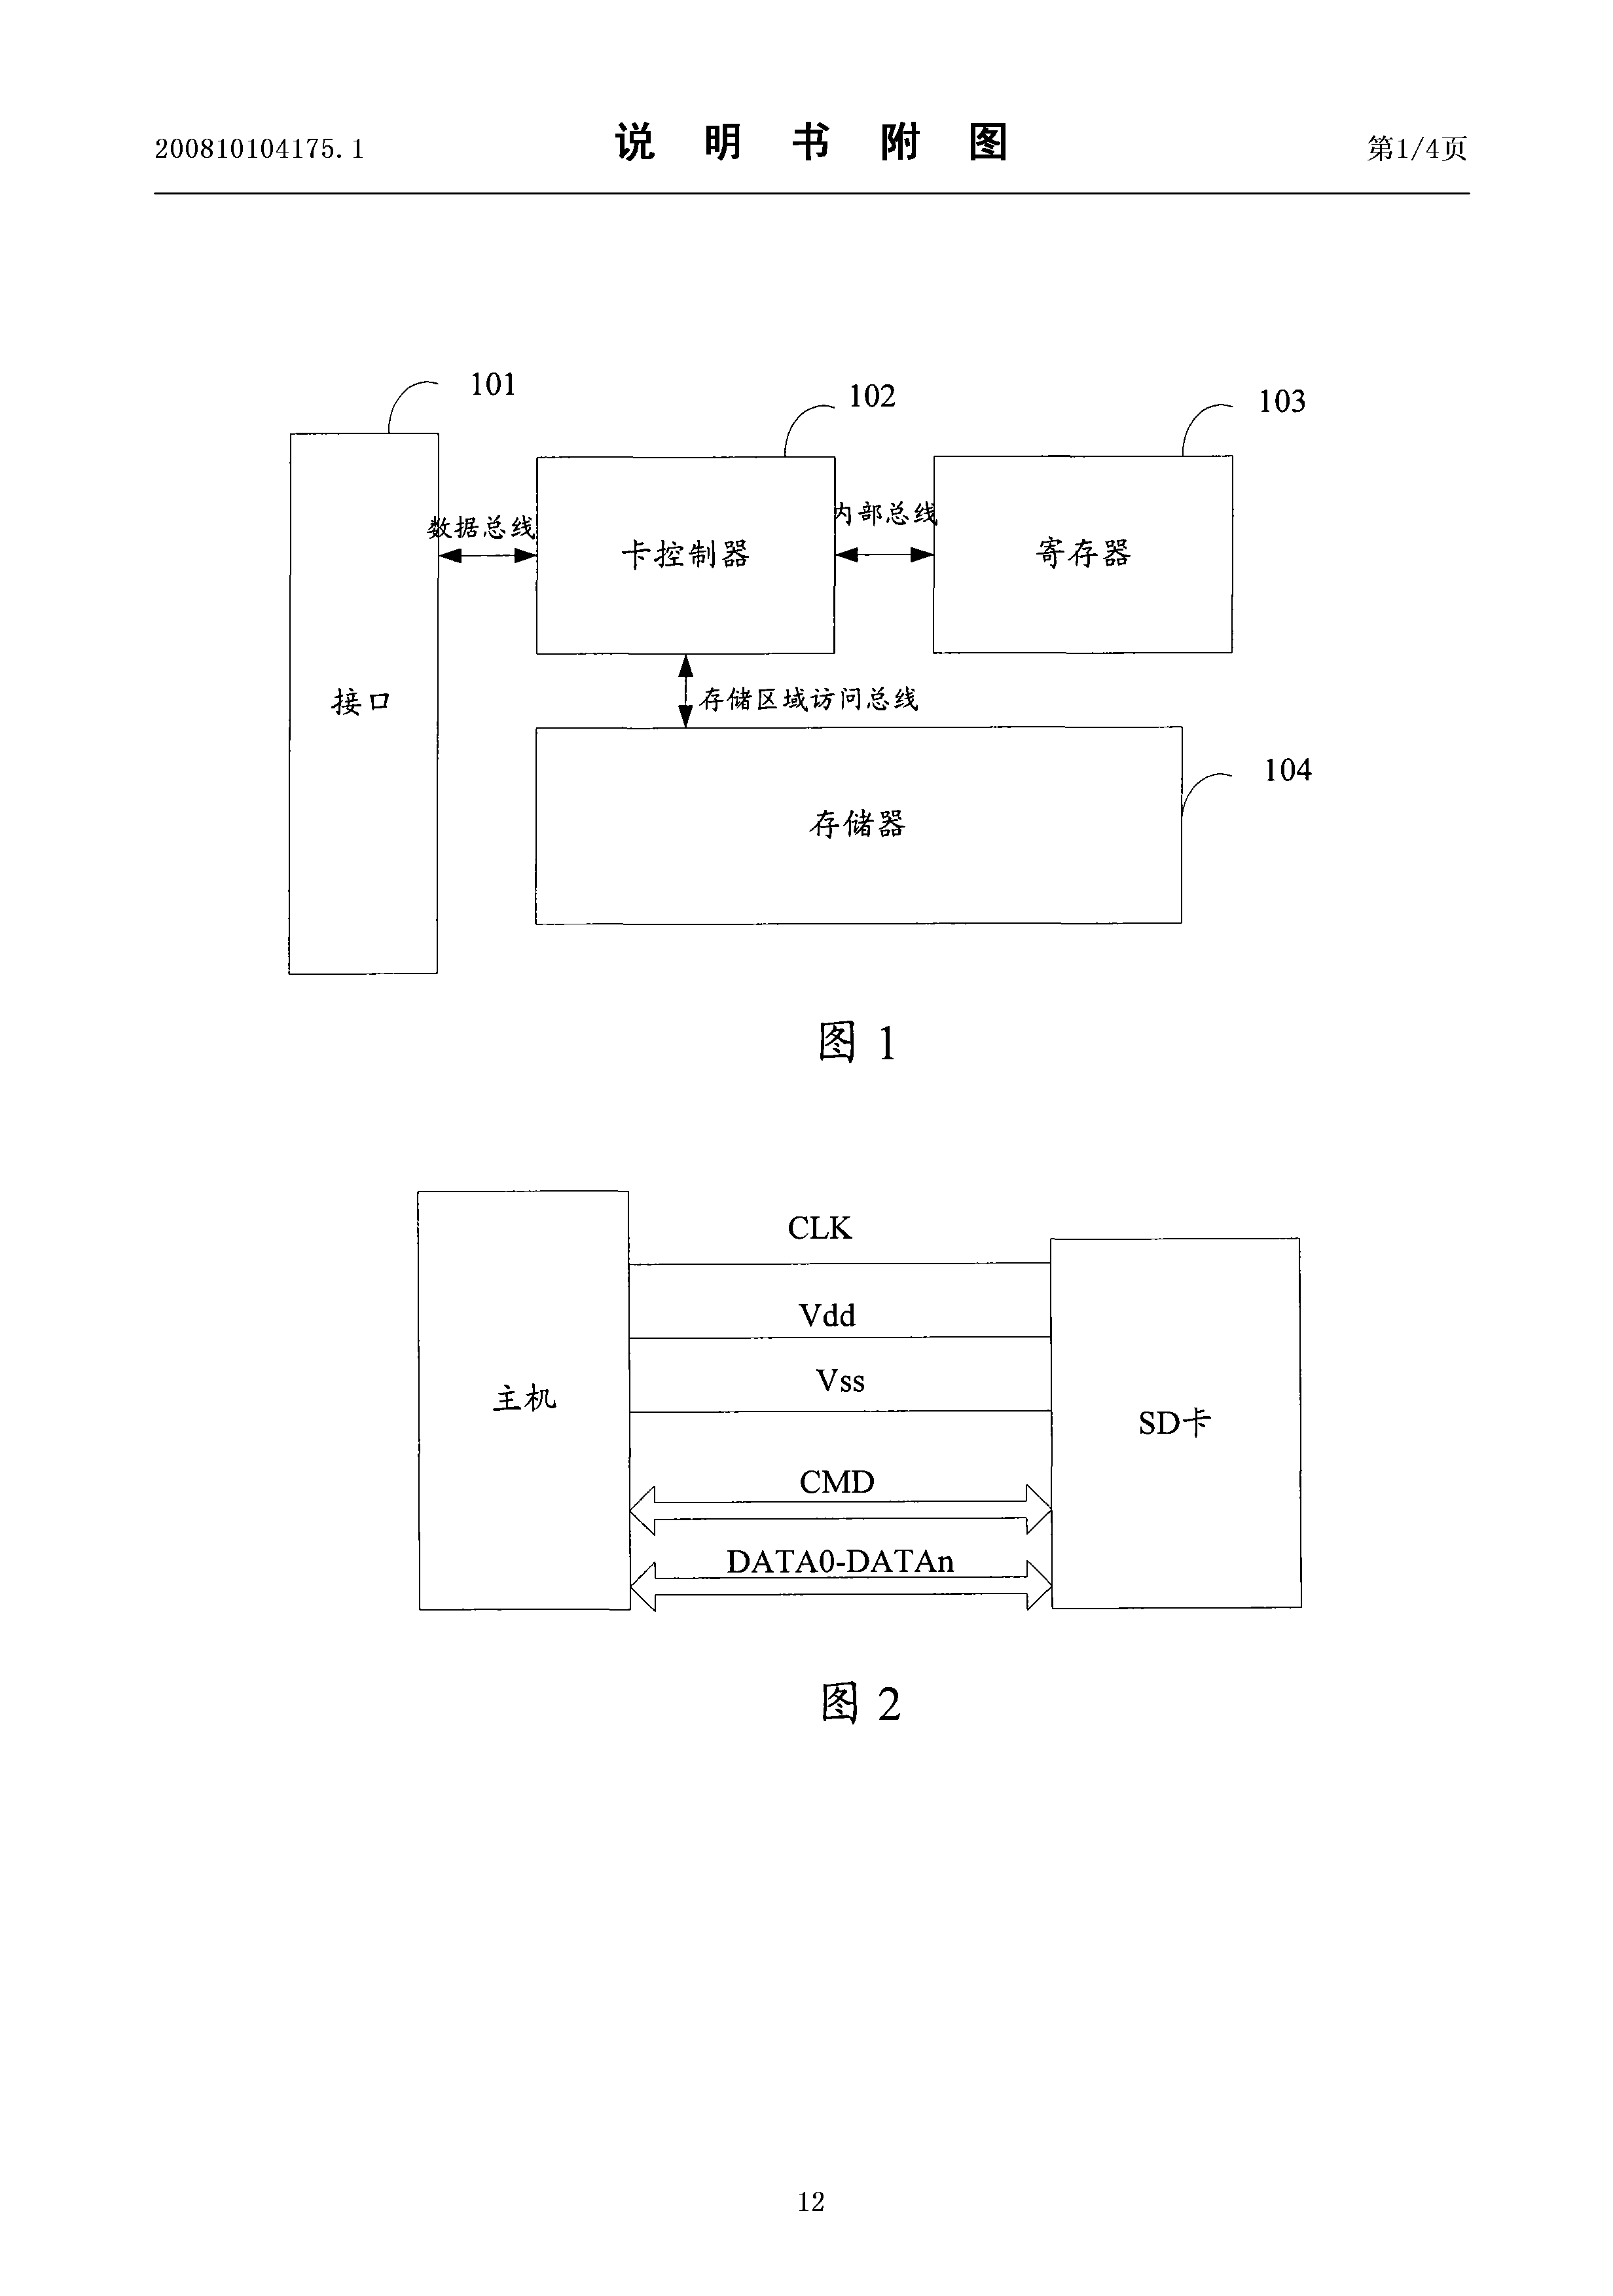 200810104175.1 说明书附图 第1/4页
101
102
103
数据总线
内部总线
卡控制器
寄存器
接口
存储区域访问总线
104
存储器
图 1
CLK
Vdd
Vss
主机
SD卡
CMD
DATA0-DATAn
图 2
12